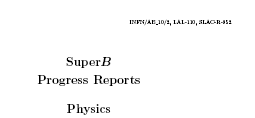 INFN/AE_10/2, LAL-110, SLAC-R-952
SuperB
Progress Reports
Physics